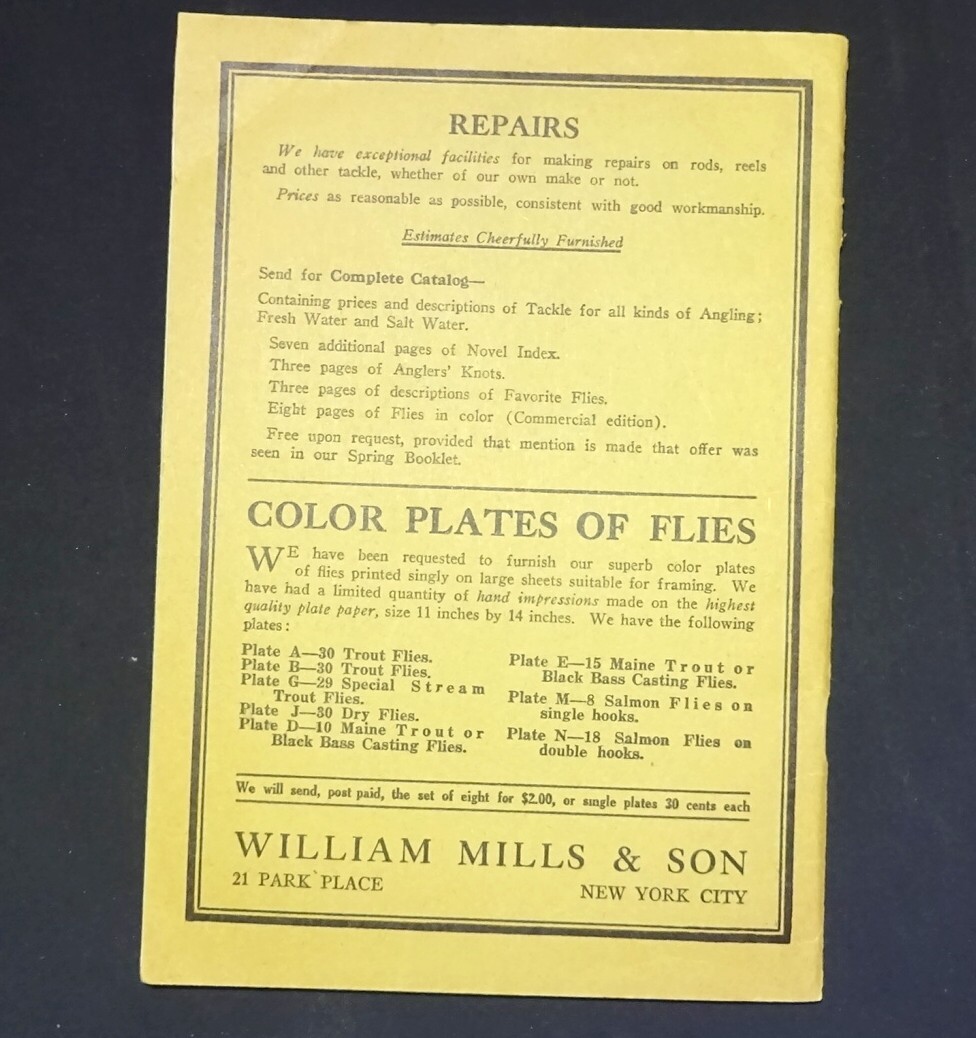 REPAIRS
We have exceptional facilities for making repairs on rods, reels
and other tackle, whether of our own make or not.
Prices as reasonable as possible, consistent with good workmanship.
Estimates Cheerfully Furnished
Send for Complete Catalog—
Containing prices and descriptions of Tackle for all kinds of Angling;
Fresh Water and Salt Water.
Seven additional pages of Novel Index.
Three pages of Anglers' Knots.
Three pages of descriptions of Favorite Flies.
Eight pages of Flies in color (Commercial edition).
Free upon request, provided that mention is made that offer was
seen in our Spring Booklet.
COLOR PLATES OF FLIES
WE have been requested to furnish our superb color plates
of flies printed singly on large sheets suitable for framing. We
have had a limited quantity of hand impressions made on the highest
quality plate paper, size 11 inches by 14 inches. We have the following
plates:
Plate A—30 Trout Flies.
Plate B—30 Trout Flies.
Plate G—29 Special Stream
Trout Flies.
Plate J—30 Dry Flies.
Plate D—10 Maine Trout or
Black Bass Casting Flies.
Plate E—15 Maine Trout or
Black Bass Casting Flies.
Plate M—8 Salmon Flies on
single hooks.
Plate N—18 Salmon Flies on
double hooks.
We will send, post paid, the set of eight for $2.00, or single plates 30 cents each
WILLIAM MILLS & SON
21 PARK PLACE
NEW YORK CITY